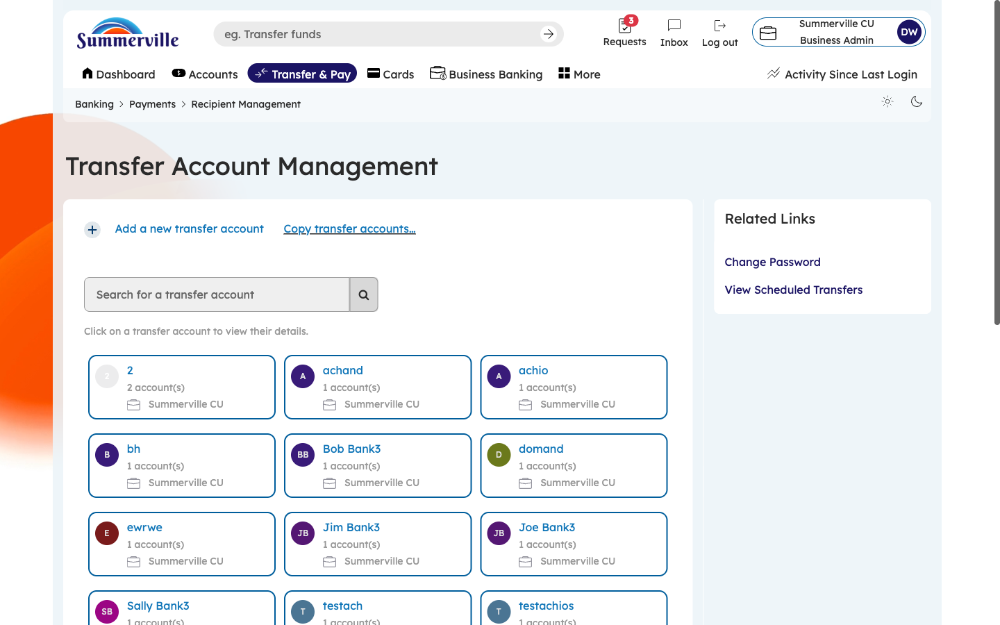 Summerville
eg. Transfer funds
3
Requests
Inbox
Log out
Summerville CU
Business Admin
DW
Dashboard
Accounts
Transfer & Pay
Cards
Business Banking
More
Activity Since Last Login
Banking > Payments > Recipient Management
Transfer Account Management
Add a new transfer account
Copy transfer accounts...
Related Links
Change Password
View Scheduled Transfers
Search for a transfer account
Click on a transfer account to view their details.
2
2
2 account(s)
Summerville CU
A
achand
1 account(s)
Summerville CU
A
achio
1 account(s)
Summerville CU
B
bh
1 account(s)
Summerville CU
BB
Bob Bank3
1 account(s)
Summerville CU
D
domand
1 account(s)
Summerville CU
E
ewrwe
1 account(s)
Summerville CU
JB
Jim Bank3
1 account(s)
Summerville CU
JB
Joe Bank3
1 account(s)
Summerville CU
SB
Sally Bank3
1 account(s)
T
testach
1 account(s)
T
testachios
1 account(s)